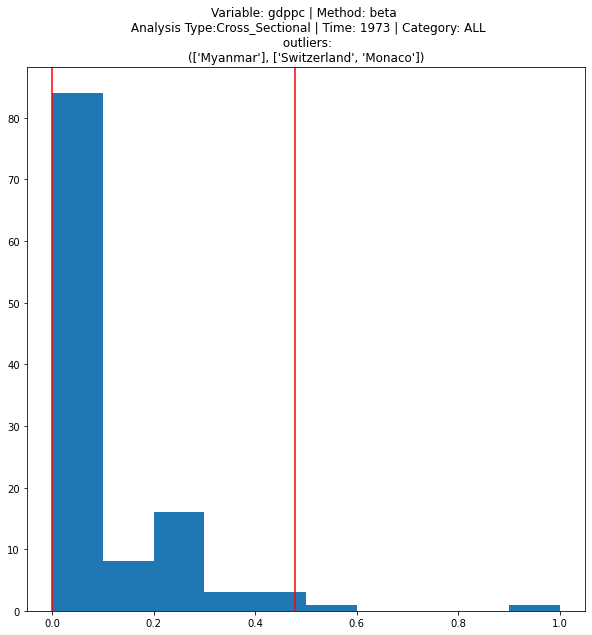 Variable: gdppc | Method: beta
Analysis Type:Cross_Sectional | Time: 1973 | Category: ALL
outliers:
(['Myanmar'], ['Switzerland', 'Monaco'])
80
70
60
50
40
30
20
10
0
0.0 0.2 0.4 0.6 0.8 1.0